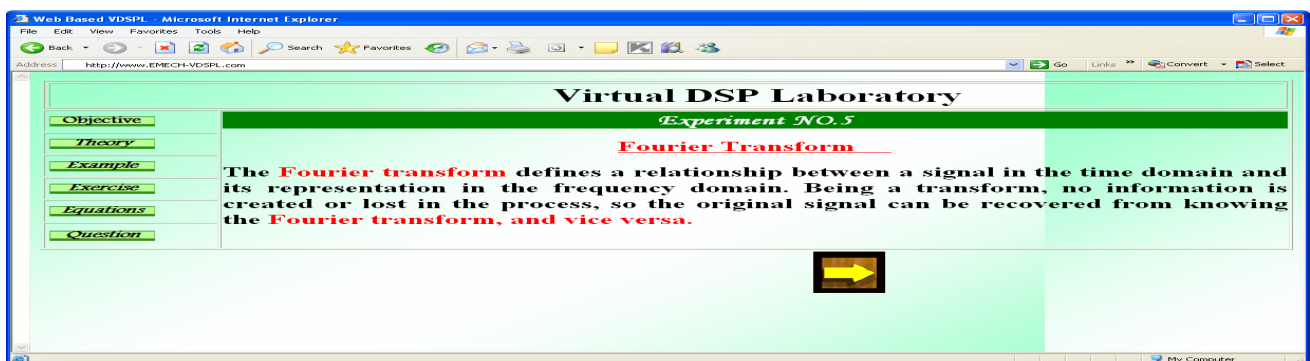 Web Based VDSPL - Microsoft Internet Explorer
File Edit View Favorites Tools Help
Back Search Favorites
Address http://www.EMECH-VDSPL.com Go Links » Convert Select
Virtual DSP Laboratory
Objective
Theory
Example
Exercise
Equations
Question
Experiment NO.5
Fourier Transform
The Fourier transform defines a relationship between a signal in the time domain and
its representation in the frequency domain. Being a transform, no information is
created or lost in the process, so the original signal can be recovered from knowing
the Fourier transform, and vice versa.
My Computer